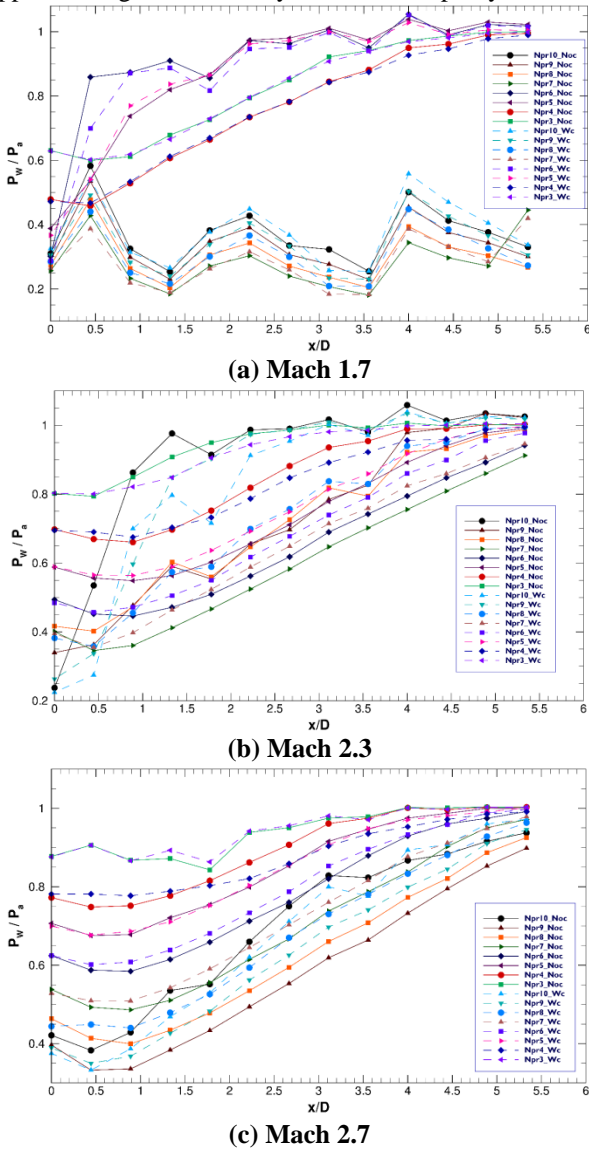 1
0.8
0.6
0.4
0.2
P_W / P_a
0 0.5 1 1.5 2 2.5 3 3.5 4 4.5 5 5.5 6
x/D
Npr10_Noc
Npr9_Noc
Npr8_Noc
Npr7_Noc
Npr6_Noc
Npr5_Noc
Npr4_Noc
Npr3_Noc
Npr10_Wc
Npr9_Wc
Npr8_Wc
Npr7_Wc
Npr6_Wc
Npr5_Wc
Npr4_Wc
Npr3_Wc
(a) Mach 1.7
1
0.8
0.6
0.4
0.2
P_W / P_a
0 0.5 1 1.5 2 2.5 3 3.5 4 4.5 5 5.5 6
x/D
Npr10_Noc
Npr9_Noc
Npr8_Noc
Npr7_Noc
Npr6_Noc
Npr5_Noc
Npr4_Noc
Npr3_Noc
Npr10_Wc
Npr9_Wc
Npr8_Wc
Npr7_Wc
Npr6_Wc
Npr5_Wc
Npr4_Wc
Npr3_Wc
(b) Mach 2.3
1
0.8
0.6
0.4
P_W / P_a
0 0.5 1 1.5 2 2.5 3 3.5 4 4.5 5 5.5 6
x/D
Npr10_Noc
Npr9_Noc
Npr8_Noc
Npr7_Noc
Npr6_Noc
Npr5_Noc
Npr4_Noc
Npr3_Noc
Npr10_Wc
Npr9_Wc
Npr8_Wc
Npr7_Wc
Npr6_Wc
Npr5_Wc
Npr4_Wc
Npr3_Wc
(c) Mach 2.7